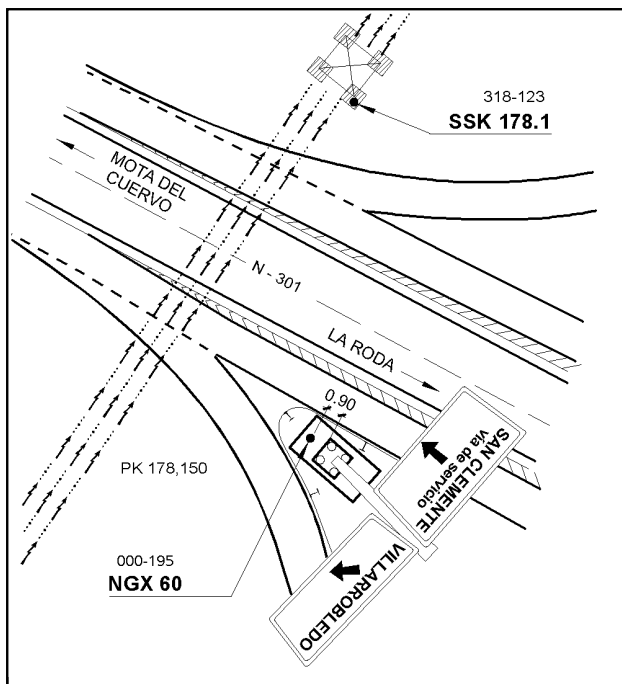 318-123
SSK 178.1
MOTA DEL
CUERVO
N - 301
LA RODA
0.90
SAN CLEMENTE
via de servicio
PK 178,150
000-195
NGX 60
VILLARROBLEDO